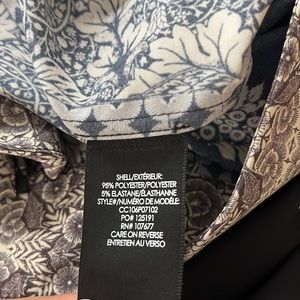 SHELL/EXTÉRIEUR:
95% POLYESTER/POLYESTER
5% ELASTANE/ÉLASTHANNE
STYLE#/NUMÉRO DE MODÈLE:
CC106P07102
PO# 125191
RN# 107677
CARE ON REVERSE
ENTRETIEN AU VERSO